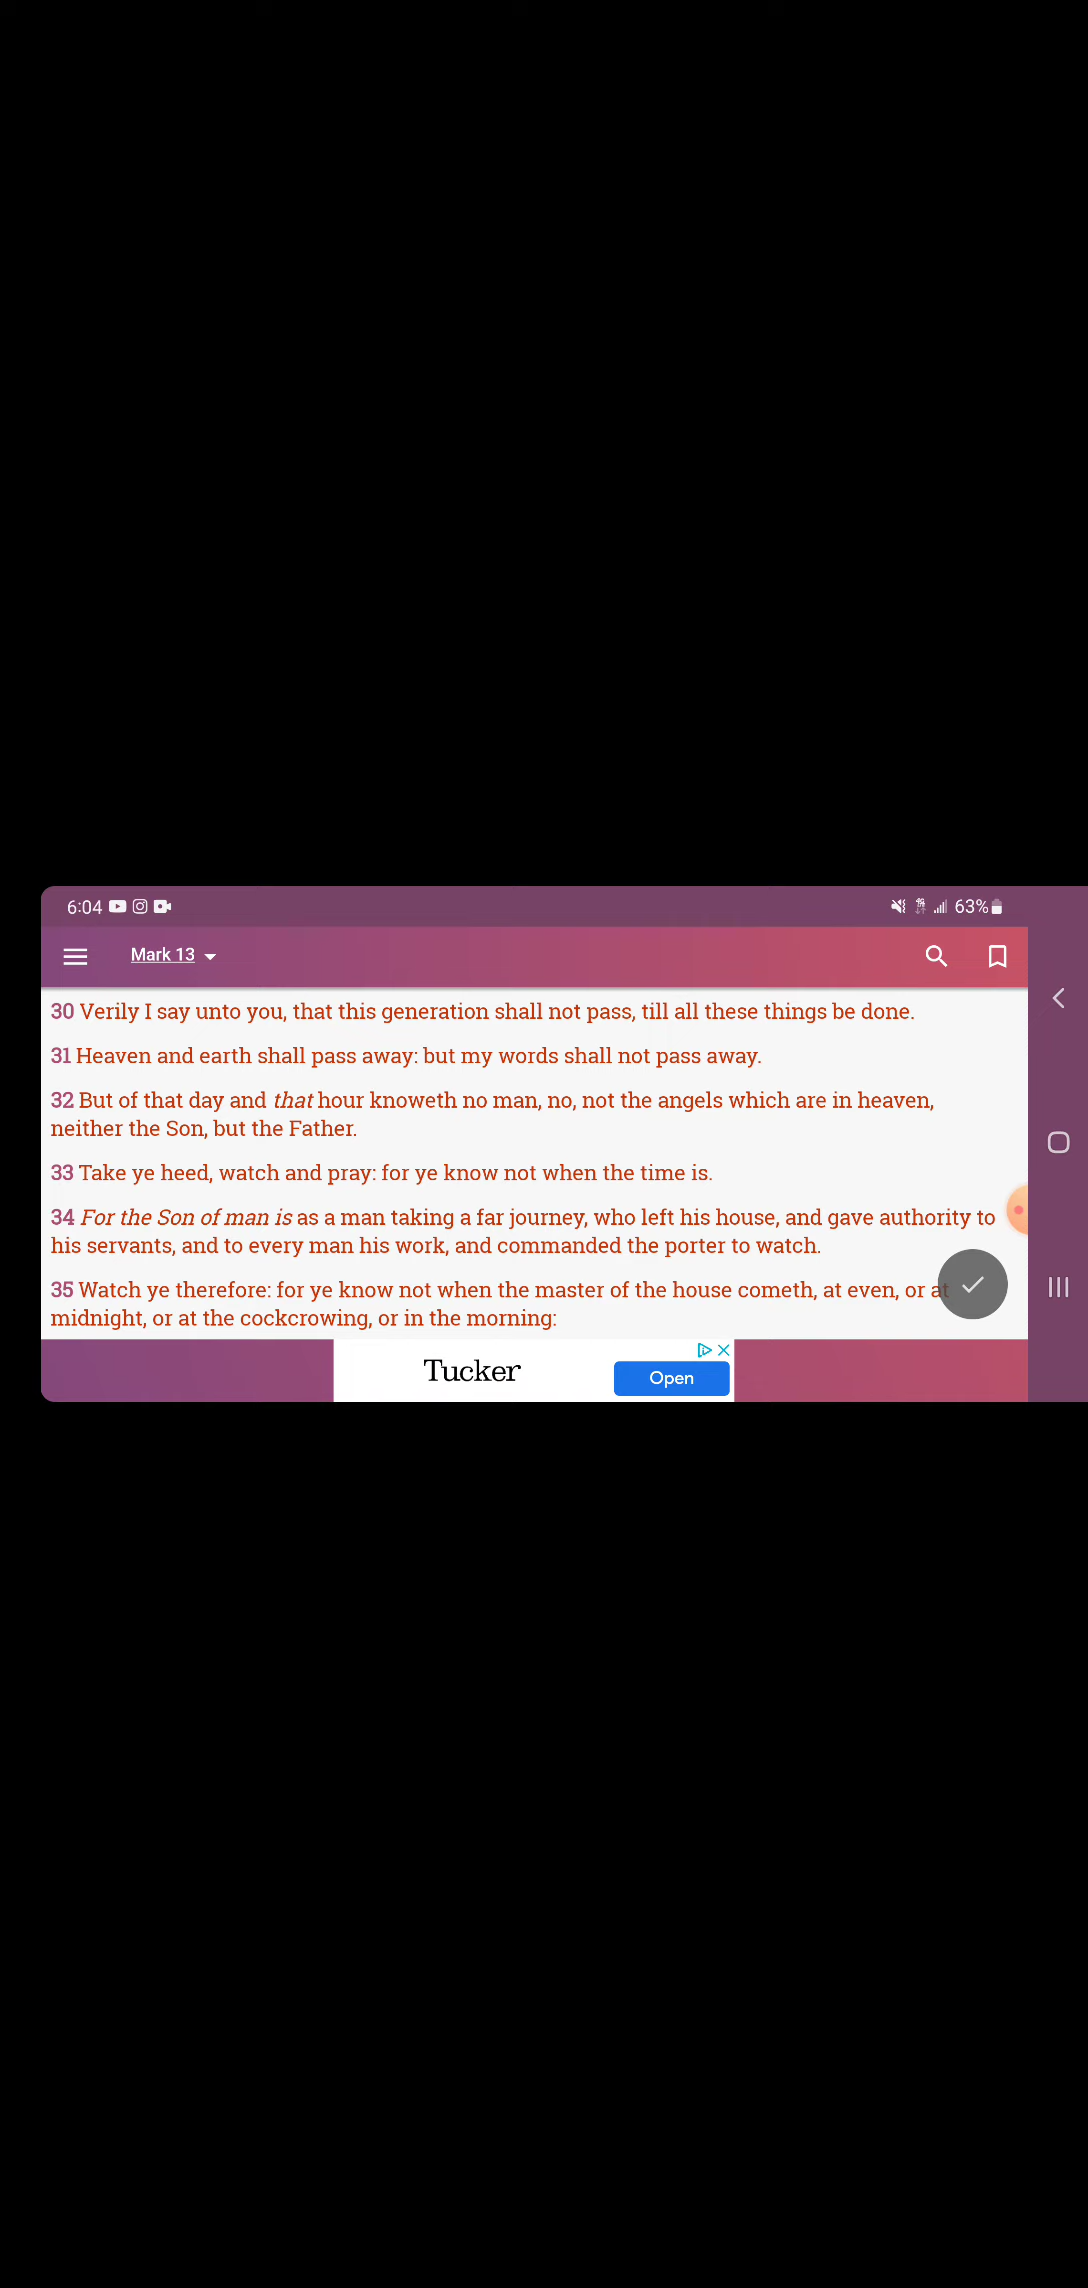 6:04
63%
Mark 13
30 Verily I say unto you, that this generation shall not pass, till all these things be done.
31 Heaven and earth shall pass away: but my words shall not pass away.
32 But of that day and that hour knoweth no man, no, not the angels which are in heaven,
neither the Son, but the Father.
33 Take ye heed, watch and pray: for ye know not when the time is.
34 For the Son of man is as a man taking a far journey, who left his house, and gave authority to
his servants, and to every man his work, and commanded the porter to watch.
35 Watch ye therefore: for ye know not when the master of the house cometh, at even, or at
midnight, or at the cockcrowing, or in the morning:
Tucker
Open